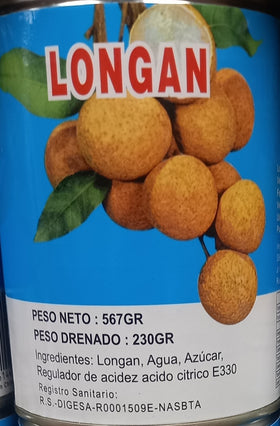 LONGAN
PESO NETO : 567GR
PESO DRENADO : 230GR
Ingredientes: Longan, Agua, Azúcar,
Regulador de acidez acido citrico E330
Registro Sanitario:
R.S.-DIGESA-R0001509E-NASBTA